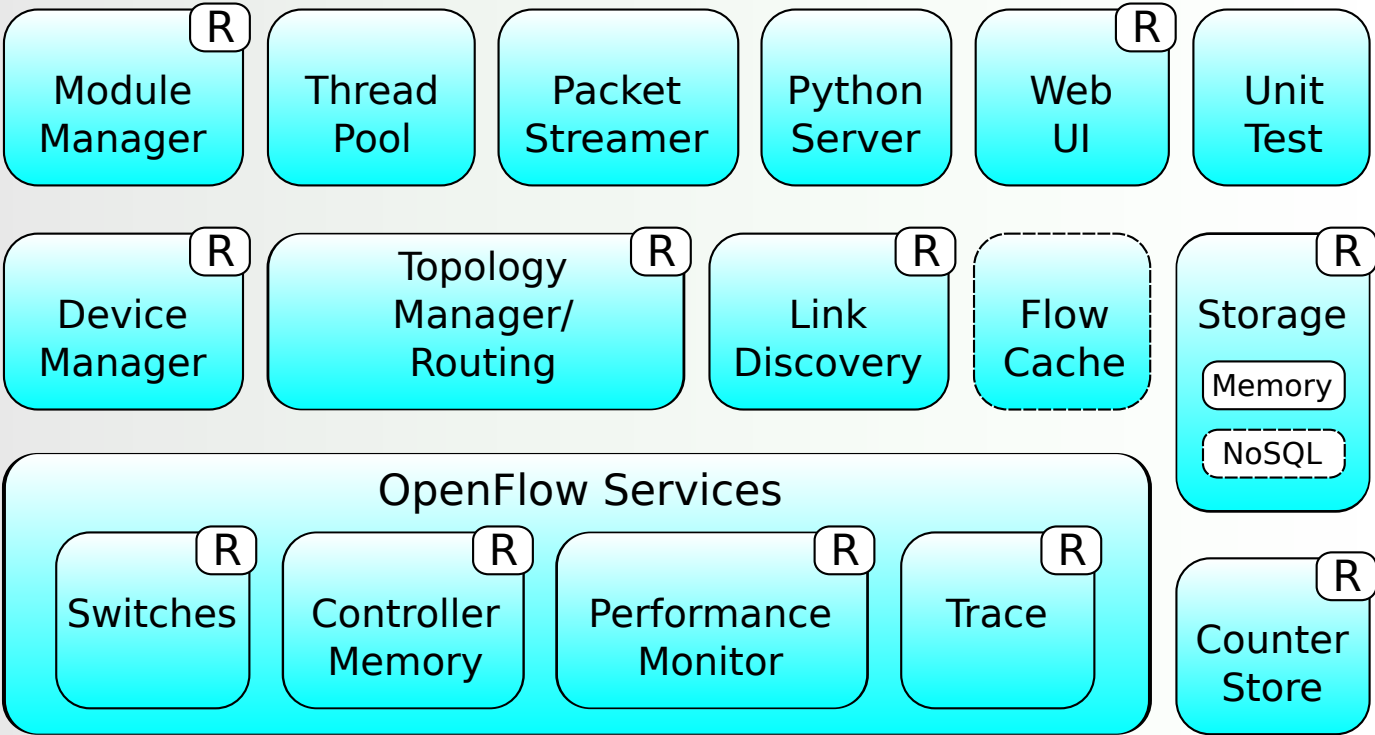 R
Module
Manager
Thread
Pool
Packet
Streamer
Python
Server
R
Web
UI
Unit
Test
R
Device
Manager
R
Topology
Manager/
Routing
R
Link
Discovery
Flow
Cache
R
Storage
Memory
NoSQL
OpenFlow Services
R
Switches
R
Controller
Memory
R
Performance
Monitor
R
Trace
R
Counter
Store